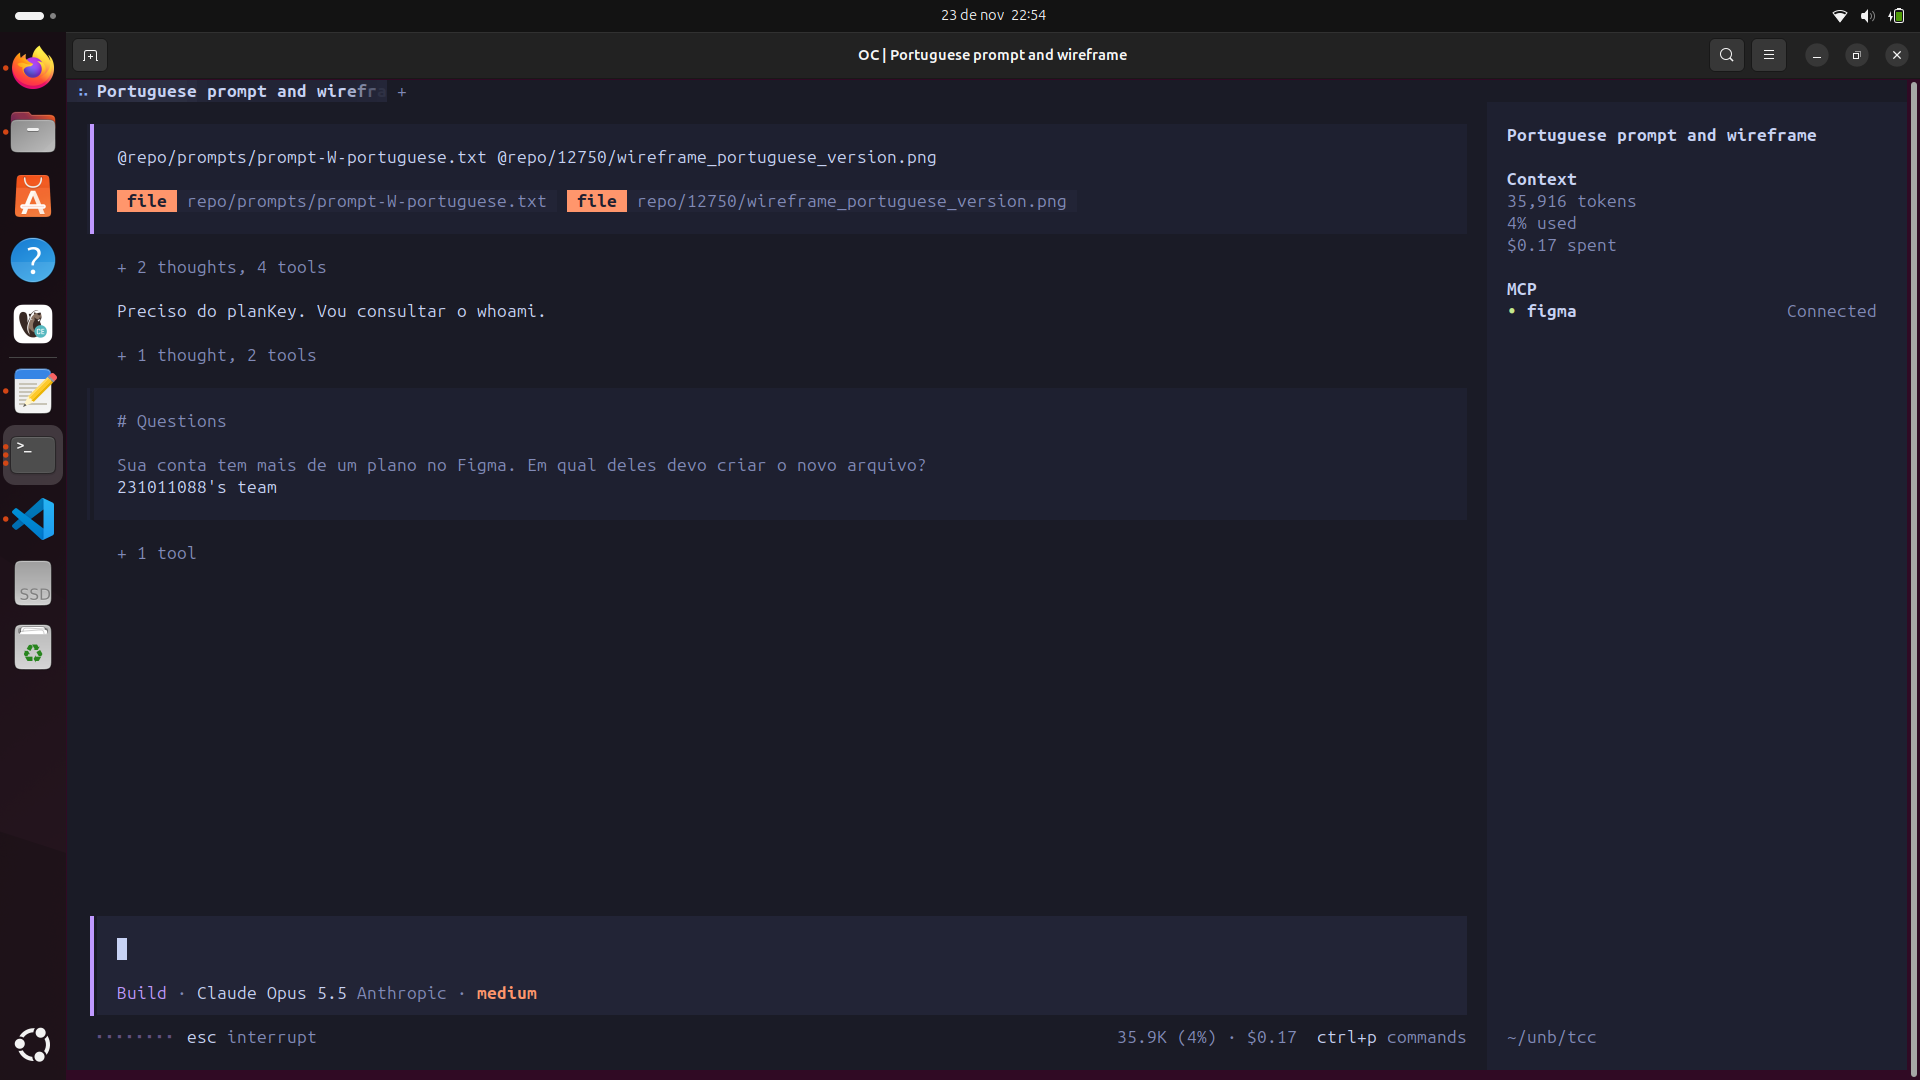 23 de nov 22:54
OC | Portuguese prompt and wireframe
Portuguese prompt and wirefra +
@repo/prompts/prompt-W-portuguese.txt @repo/12750/wireframe_portuguese_version.png
file repo/prompts/prompt-W-portuguese.txt file repo/12750/wireframe_portuguese_version.png
+ 2 thoughts, 4 tools
Preciso do planKey. Vou consultar o whoami.
+ 1 thought, 2 tools
# Questions
Sua conta tem mais de um plano no Figma. Em qual deles devo criar o novo arquivo?
231011088's team
+ 1 tool
Build · Claude Opus 5.5 Anthropic · medium
esc interrupt
35.9K (4%) · $0.17 ctrl+p commands
Portuguese prompt and wireframe
Context
35,916 tokens
4% used
$0.17 spent
MCP
• figma Connected
~/unb/tcc
SSD